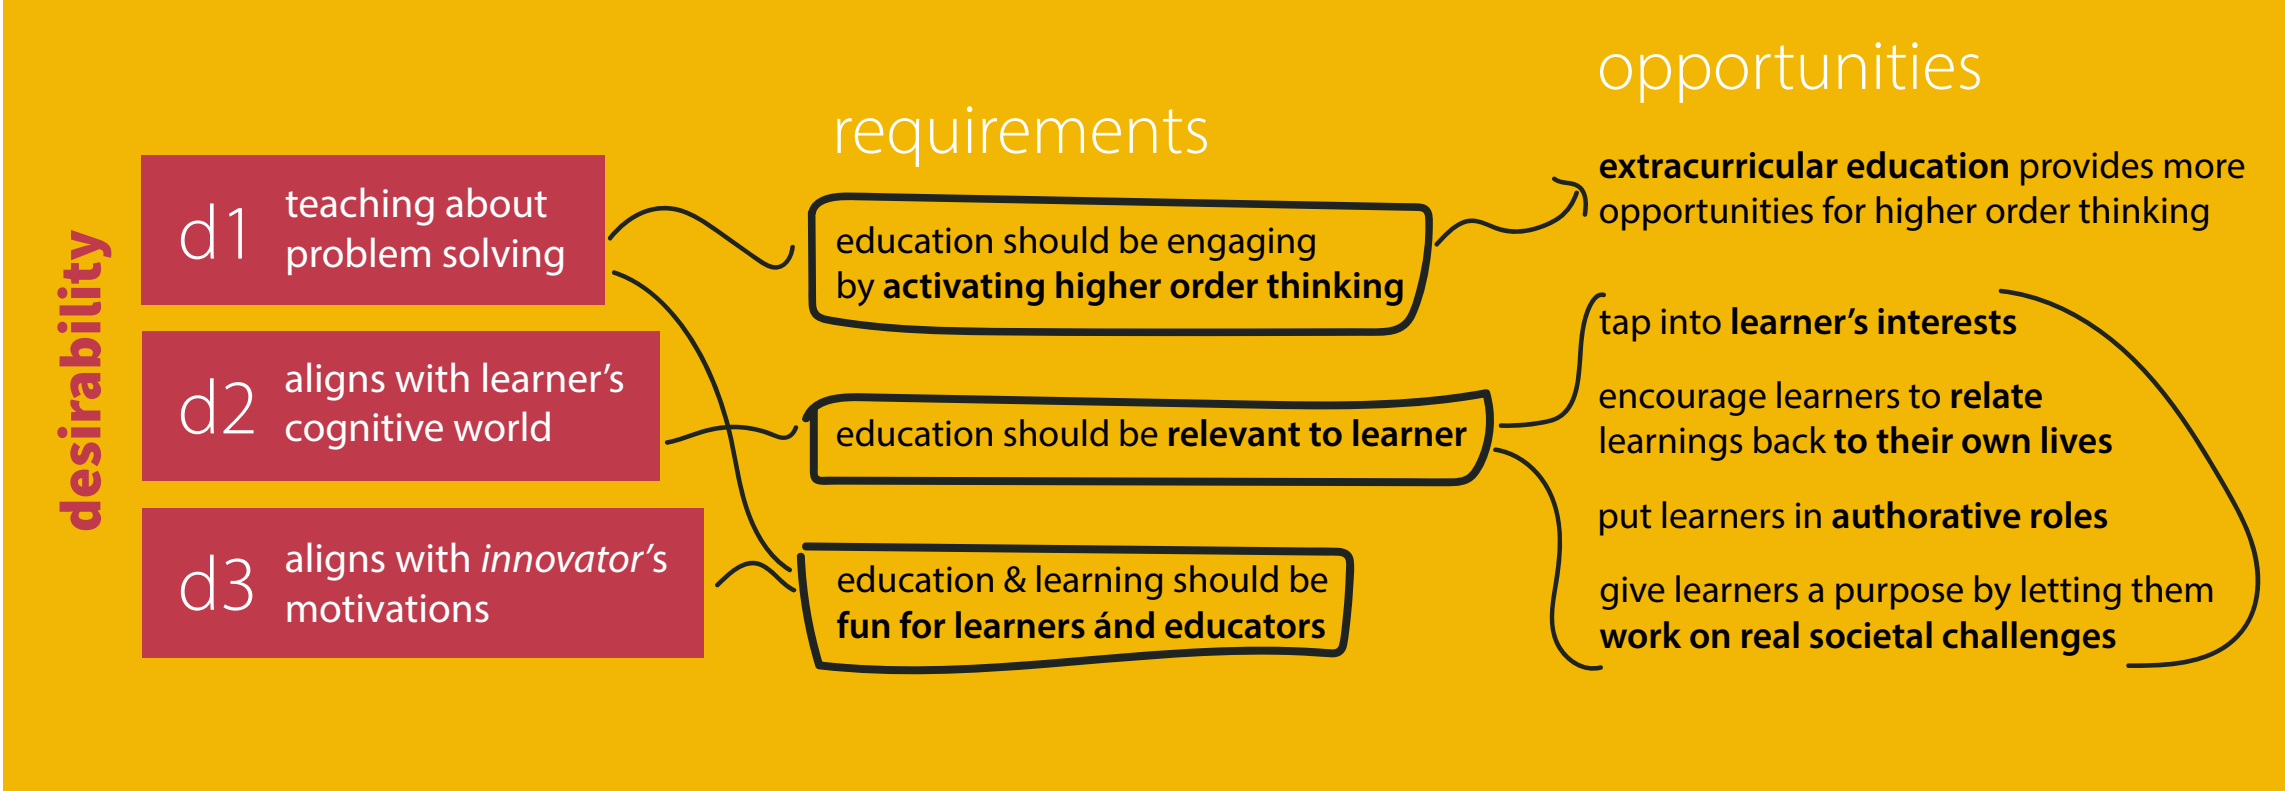 desirability
d1
teaching about
problem solving
d2
aligns with learner’s
cognitive world
d3
aligns with innovator’s
motivations
requirements
education should be engaging
by activating higher order thinking
education should be relevant to learner
education & learning should be
fun for learners ánd educators
opportunities
extracurricular education provides more
opportunities for higher order thinking
tap into learner’s interests
encourage learners to relate
learnings back to their own lives
put learners in authorative roles
give learners a purpose by letting them
work on real societal challenges